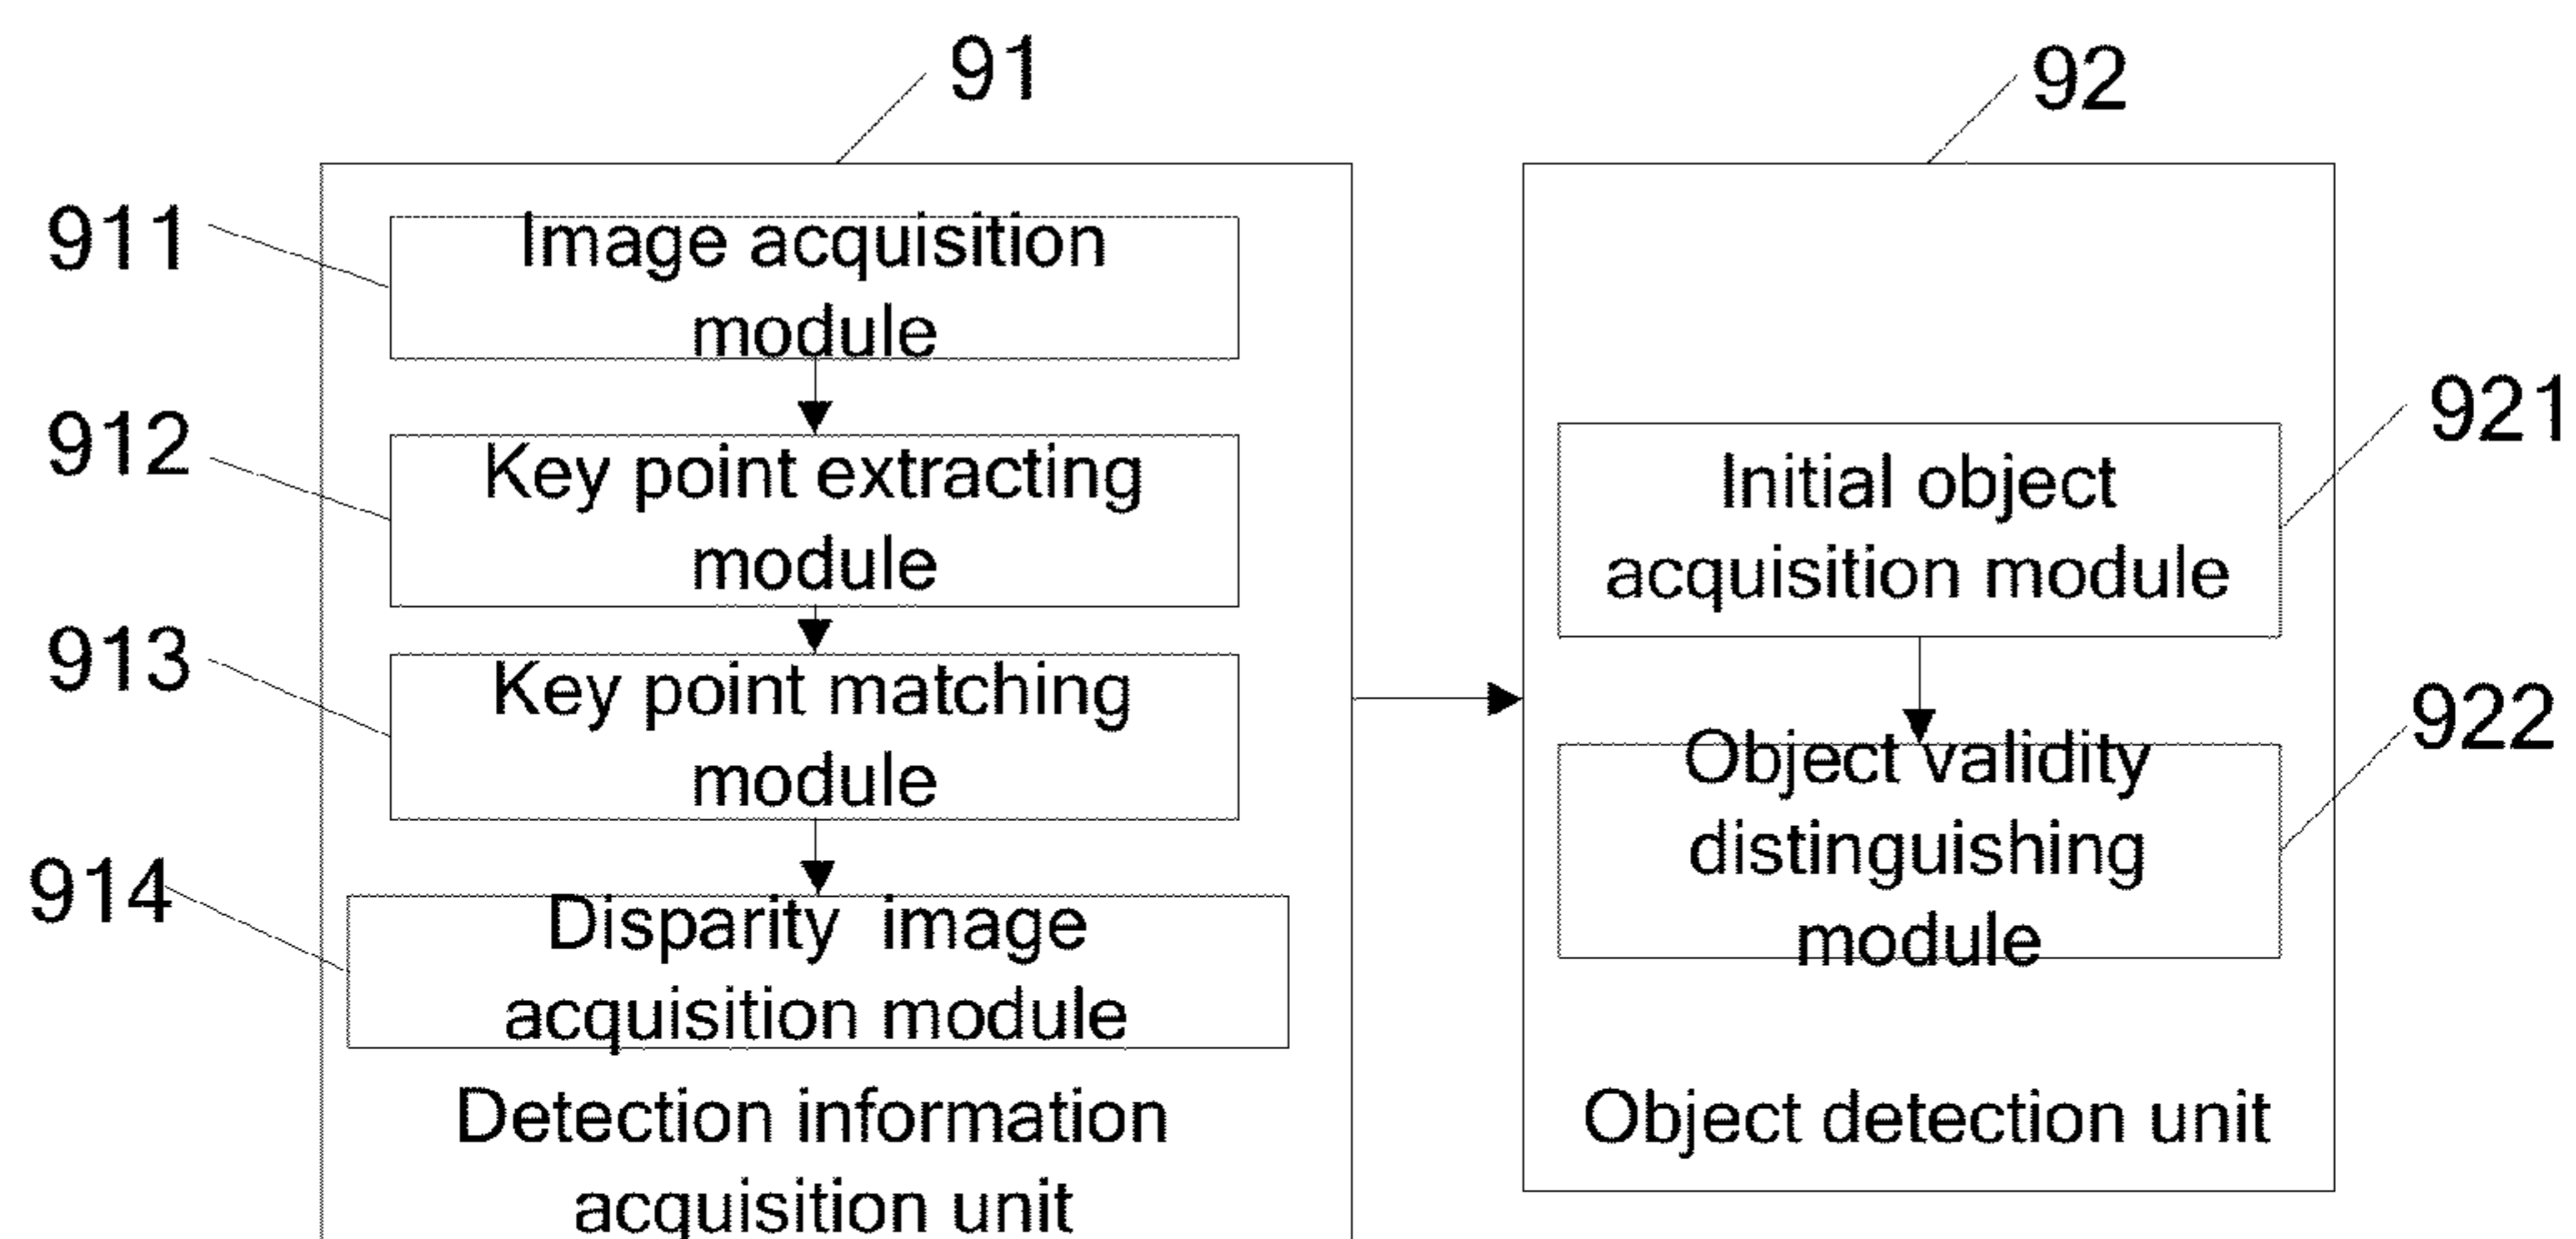 91
911
Image acquisition
module
912
Key point extracting
module
913
Key point matching
module
914
Disparity image
acquisition module
Detection information
acquisition unit
92
921
Initial object
acquisition module
922
Object validity
distinguishing
module
Object detection unit